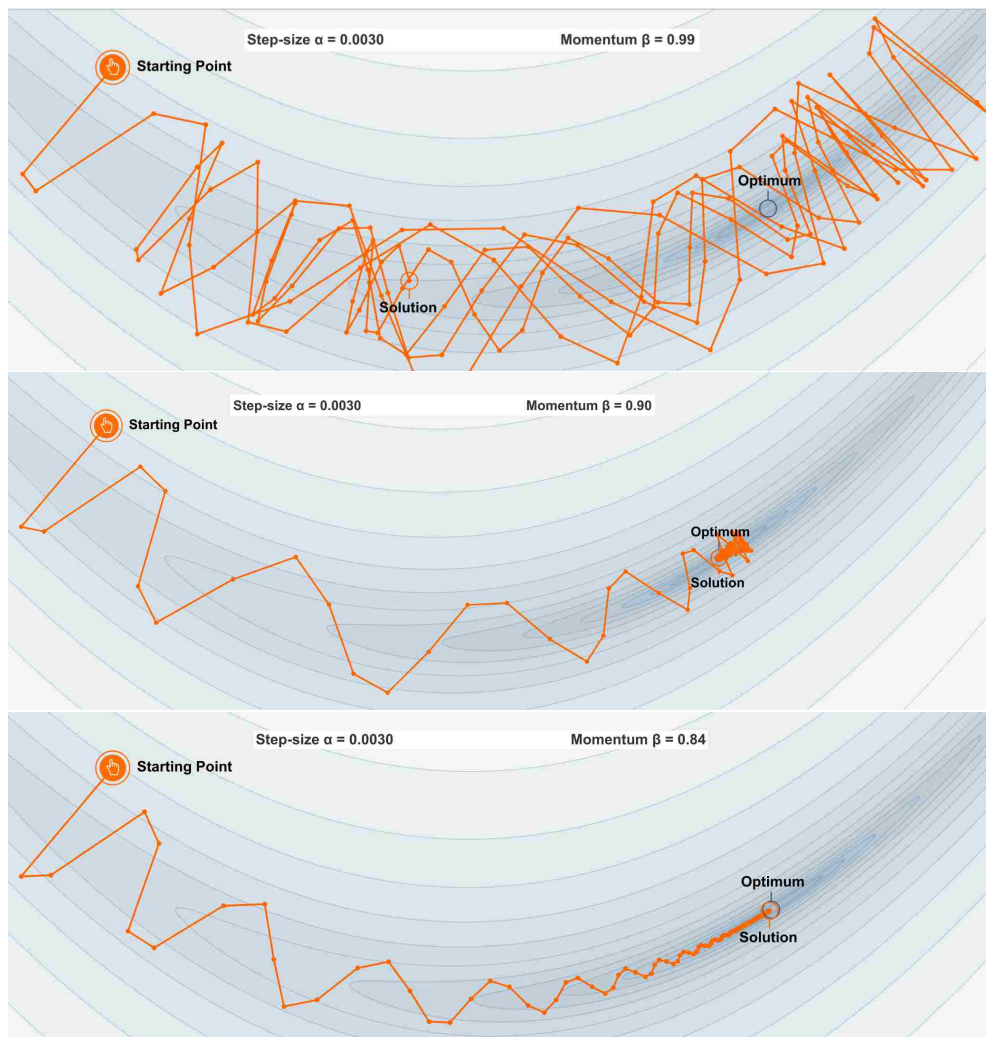 Step-size α = 0.0030 Momentum β = 0.99
Starting Point
Optimum
Solution
Step-size α = 0.0030 Momentum β = 0.90
Starting Point
Optimum
Solution
Step-size α = 0.0030 Momentum β = 0.84
Starting Point
Optimum
Solution